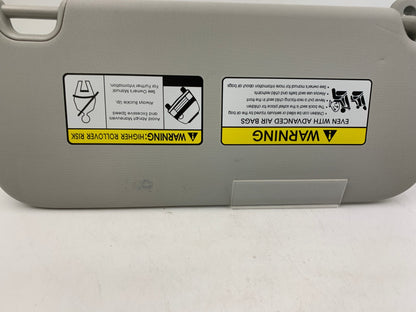 WARNING
EVEN WITH ADVANCED AIR BAGS
• Children can be killed or seriously injured by the air bag
• The back seat is the safest place for children
• Never put a rear-facing child seat in the front
• Always use seat belts and child restraints
• See owner's manual for more information about air bags
WARNING: HIGHER ROLLOVER RISK
Avoid Abrupt Maneuvers
and Excessive Speed.
Always Buckle Up.
See Owner's Manual
For Further Information.